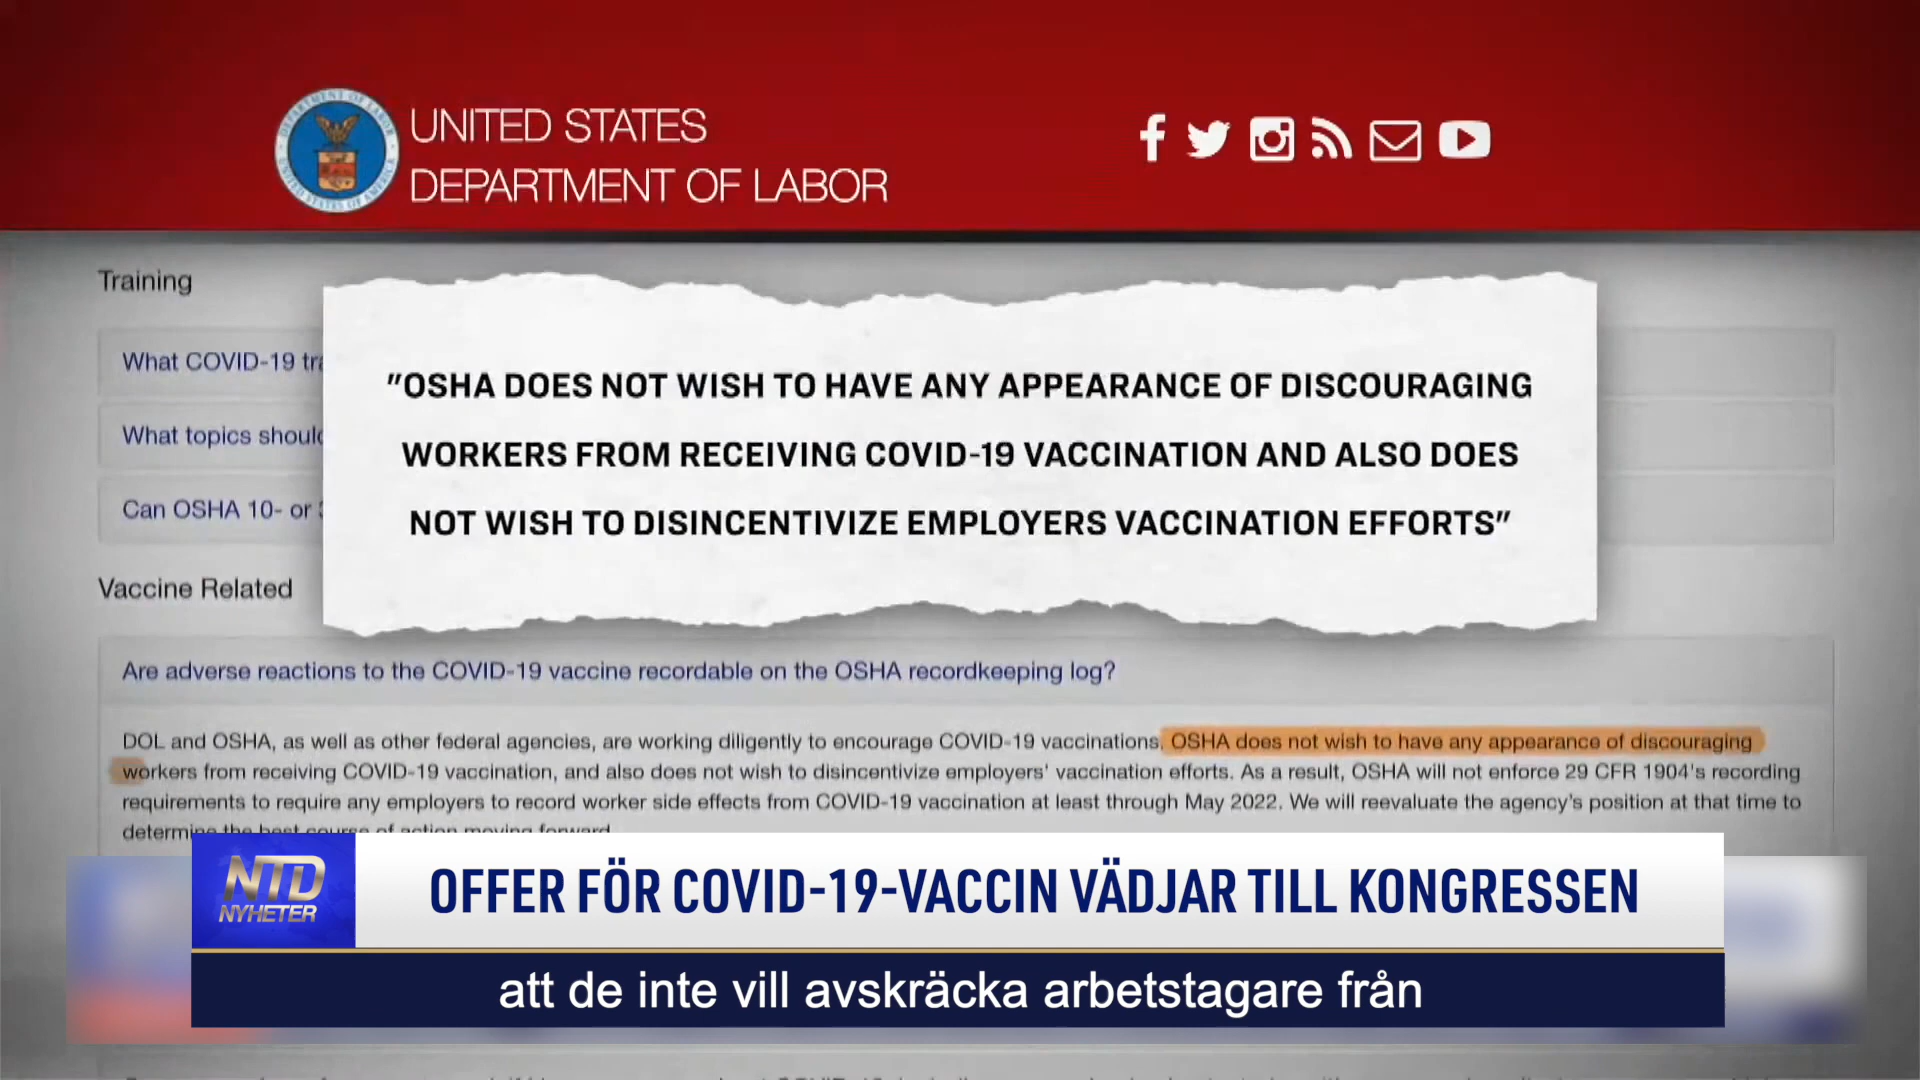 UNITED STATES
DEPARTMENT OF LABOR
Training
What COVID-19
What topics
Can OSHA 10- or
"OSHA DOES NOT WISH TO HAVE ANY APPEARANCE OF DISCOURAGING
WORKERS FROM RECEIVING COVID-19 VACCINATION AND ALSO DOES
NOT WISH TO DISINCENTIVIZE EMPLOYERS VACCINATION EFFORTS"
Vaccine Related
Are adverse reactions to the COVID-19 vaccine recordable on the OSHA recordkeeping log?
DOL and OSHA, as well as other federal agencies, are working diligently to encourage COVID-19 vaccinations. OSHA does not wish to have any appearance of discouraging
workers from receiving COVID-19 vaccination, and also does not wish to disincentivize employers' vaccination efforts. As a result, OSHA will not enforce 29 CFR 1904's recording
requirements to require any employers to record worker side effects from COVID-19 vaccination at least through May 2022. We will reevaluate the agency's position at that time to
determine the best course of action moving forward.
NTD
NYHETER
OFFER FÖR COVID-19-VACCIN VÄDJAR TILL KONGRESSEN
att de inte vill avskräcka arbetstagare från